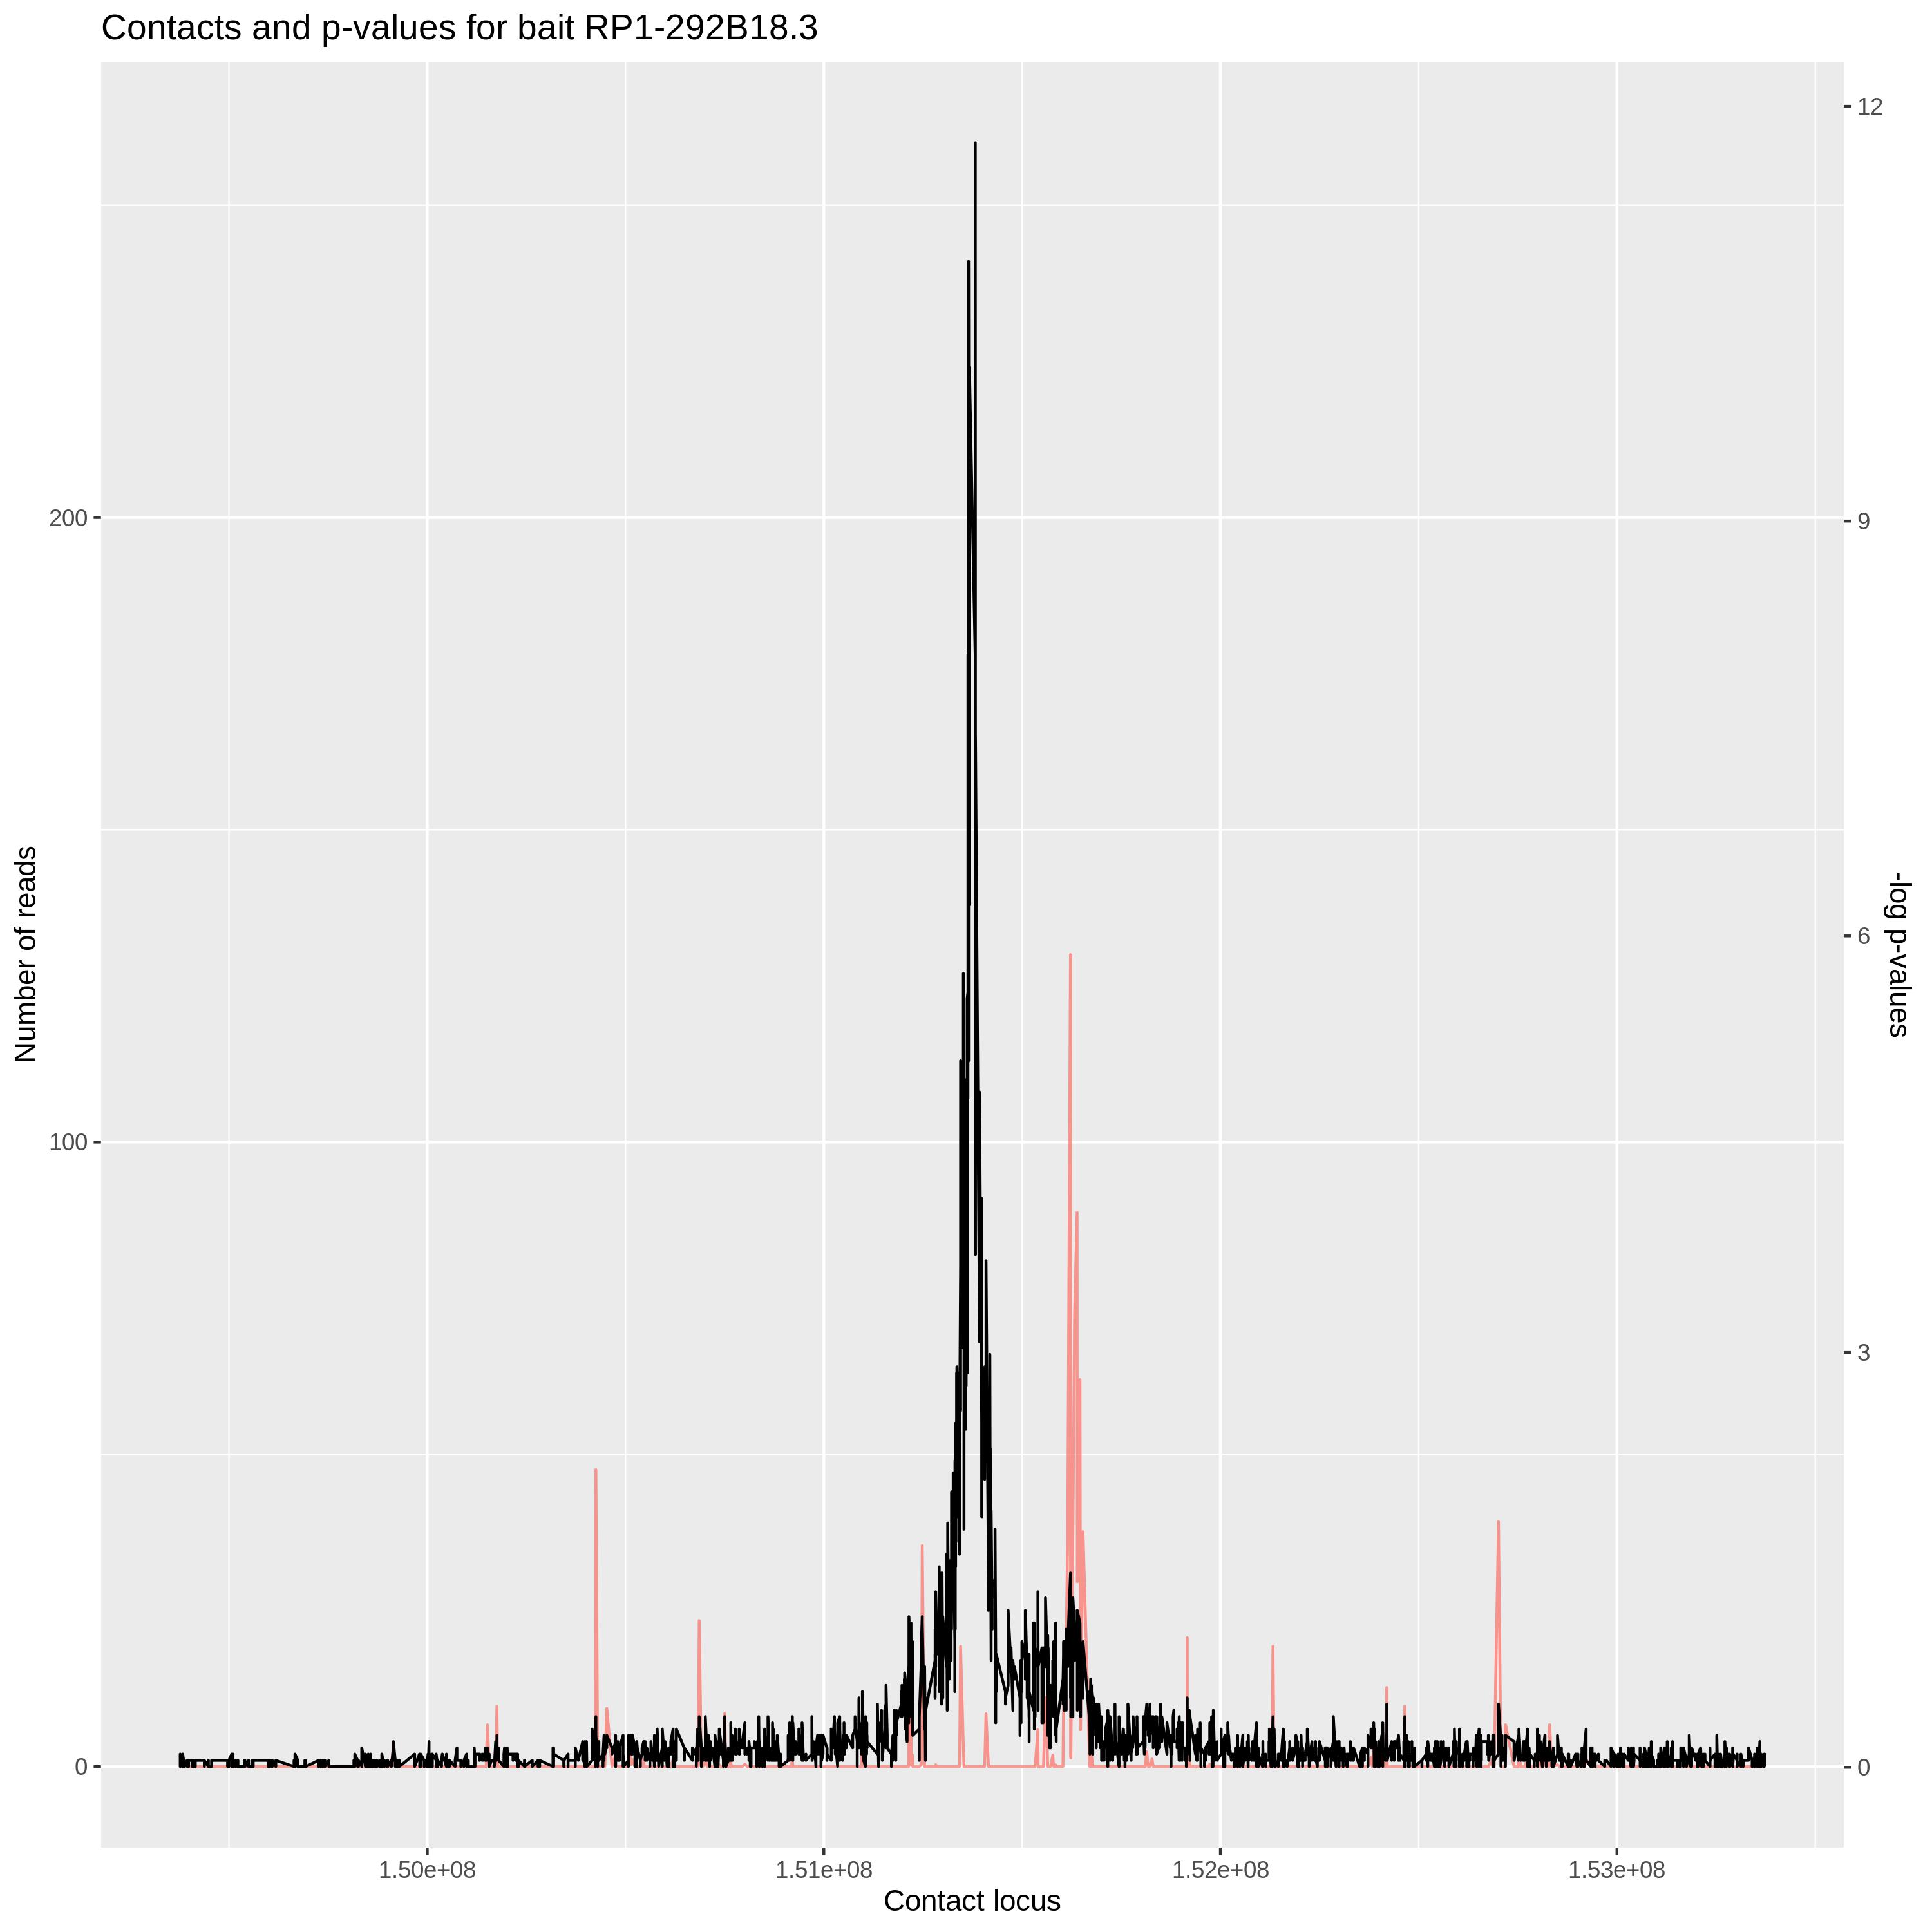 Contacts and p-values for bait RP1-292B18.3
12
200
9
Number of reads
-log p-values
6
100
3
0
0
1.50e+08
1.51e+08
1.52e+08
1.53e+08
Contact locus